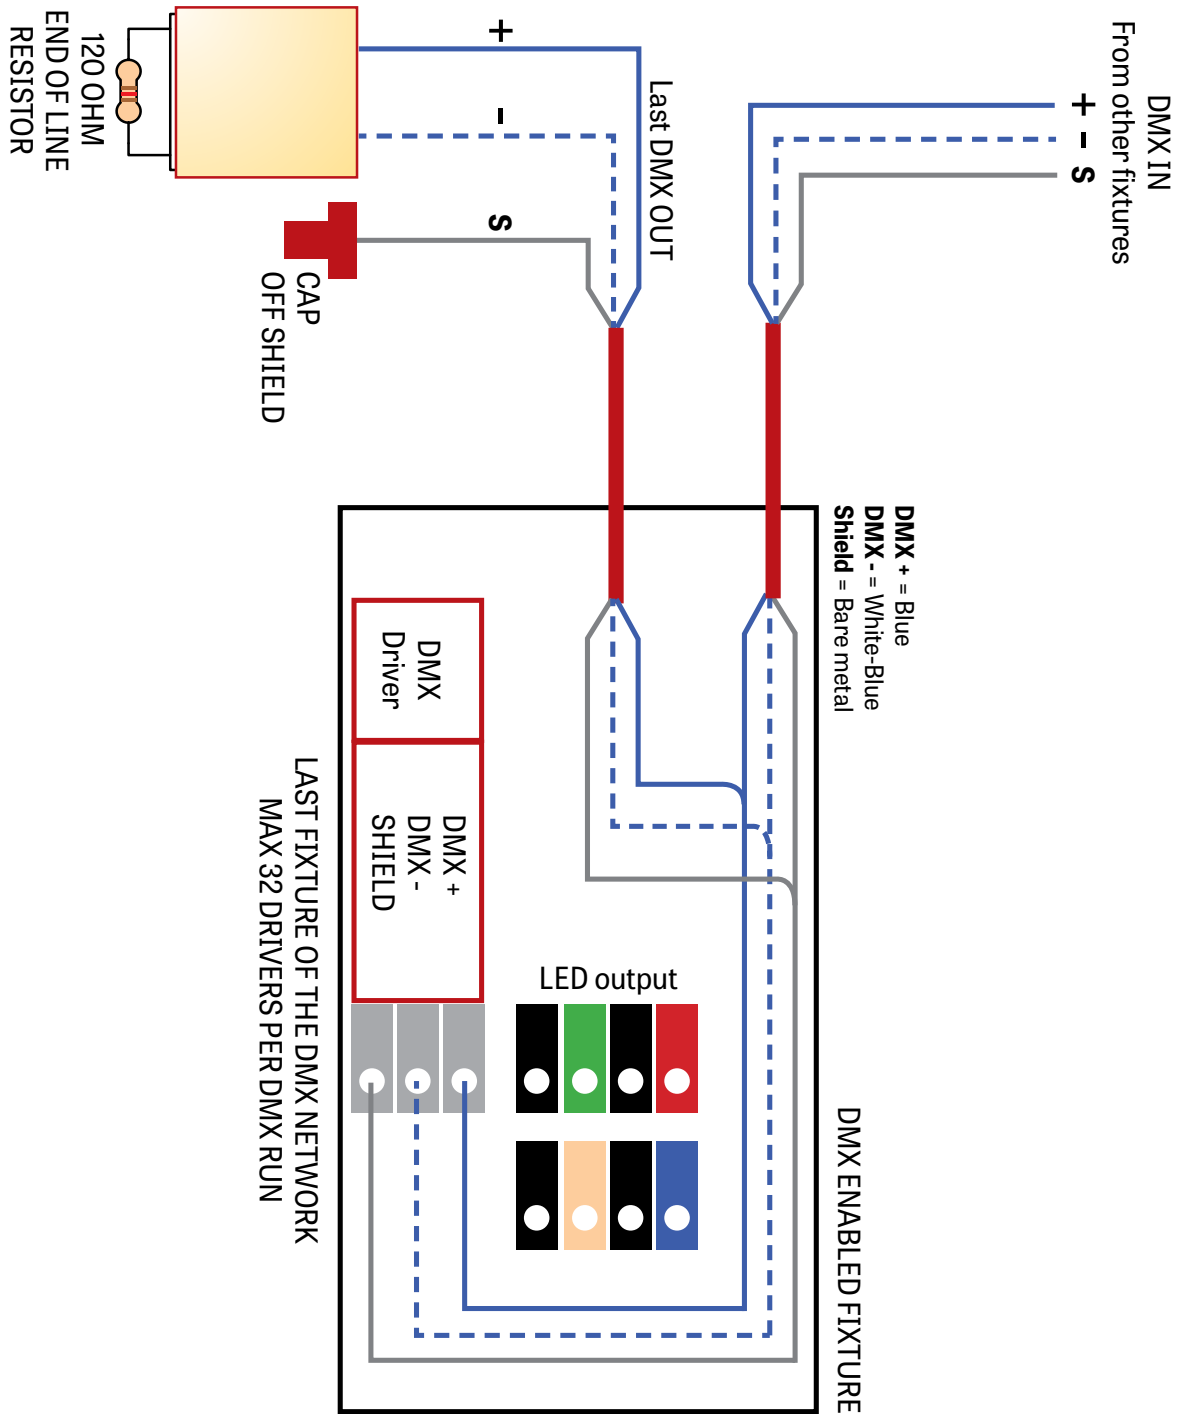 DMX IN
From other fixtures
+
-
S
Last DMX OUT
+
-
S
120 OHM
END OF LINE
RESISTOR
CAP
OFF SHIELD
DMX + = Blue
DMX - = White-Blue
Shield = Bare metal
DMX ENABLED FIXTURE
LED output
DMX
Driver
DMX +
DMX -
SHIELD
LAST FIXTURE OF THE DMX NETWORK
MAX 32 DRIVERS PER DMX RUN